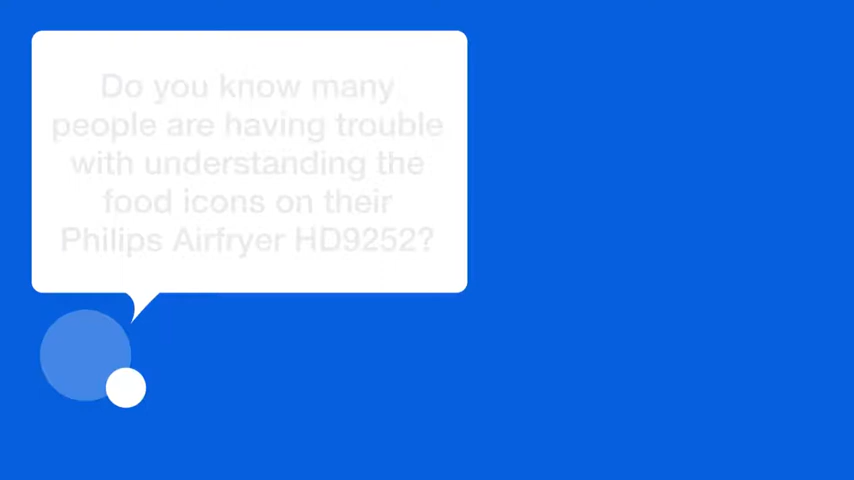 Do you know many
people are having trouble
with understanding the
food icons on their
Philips Airfryer HD9252?